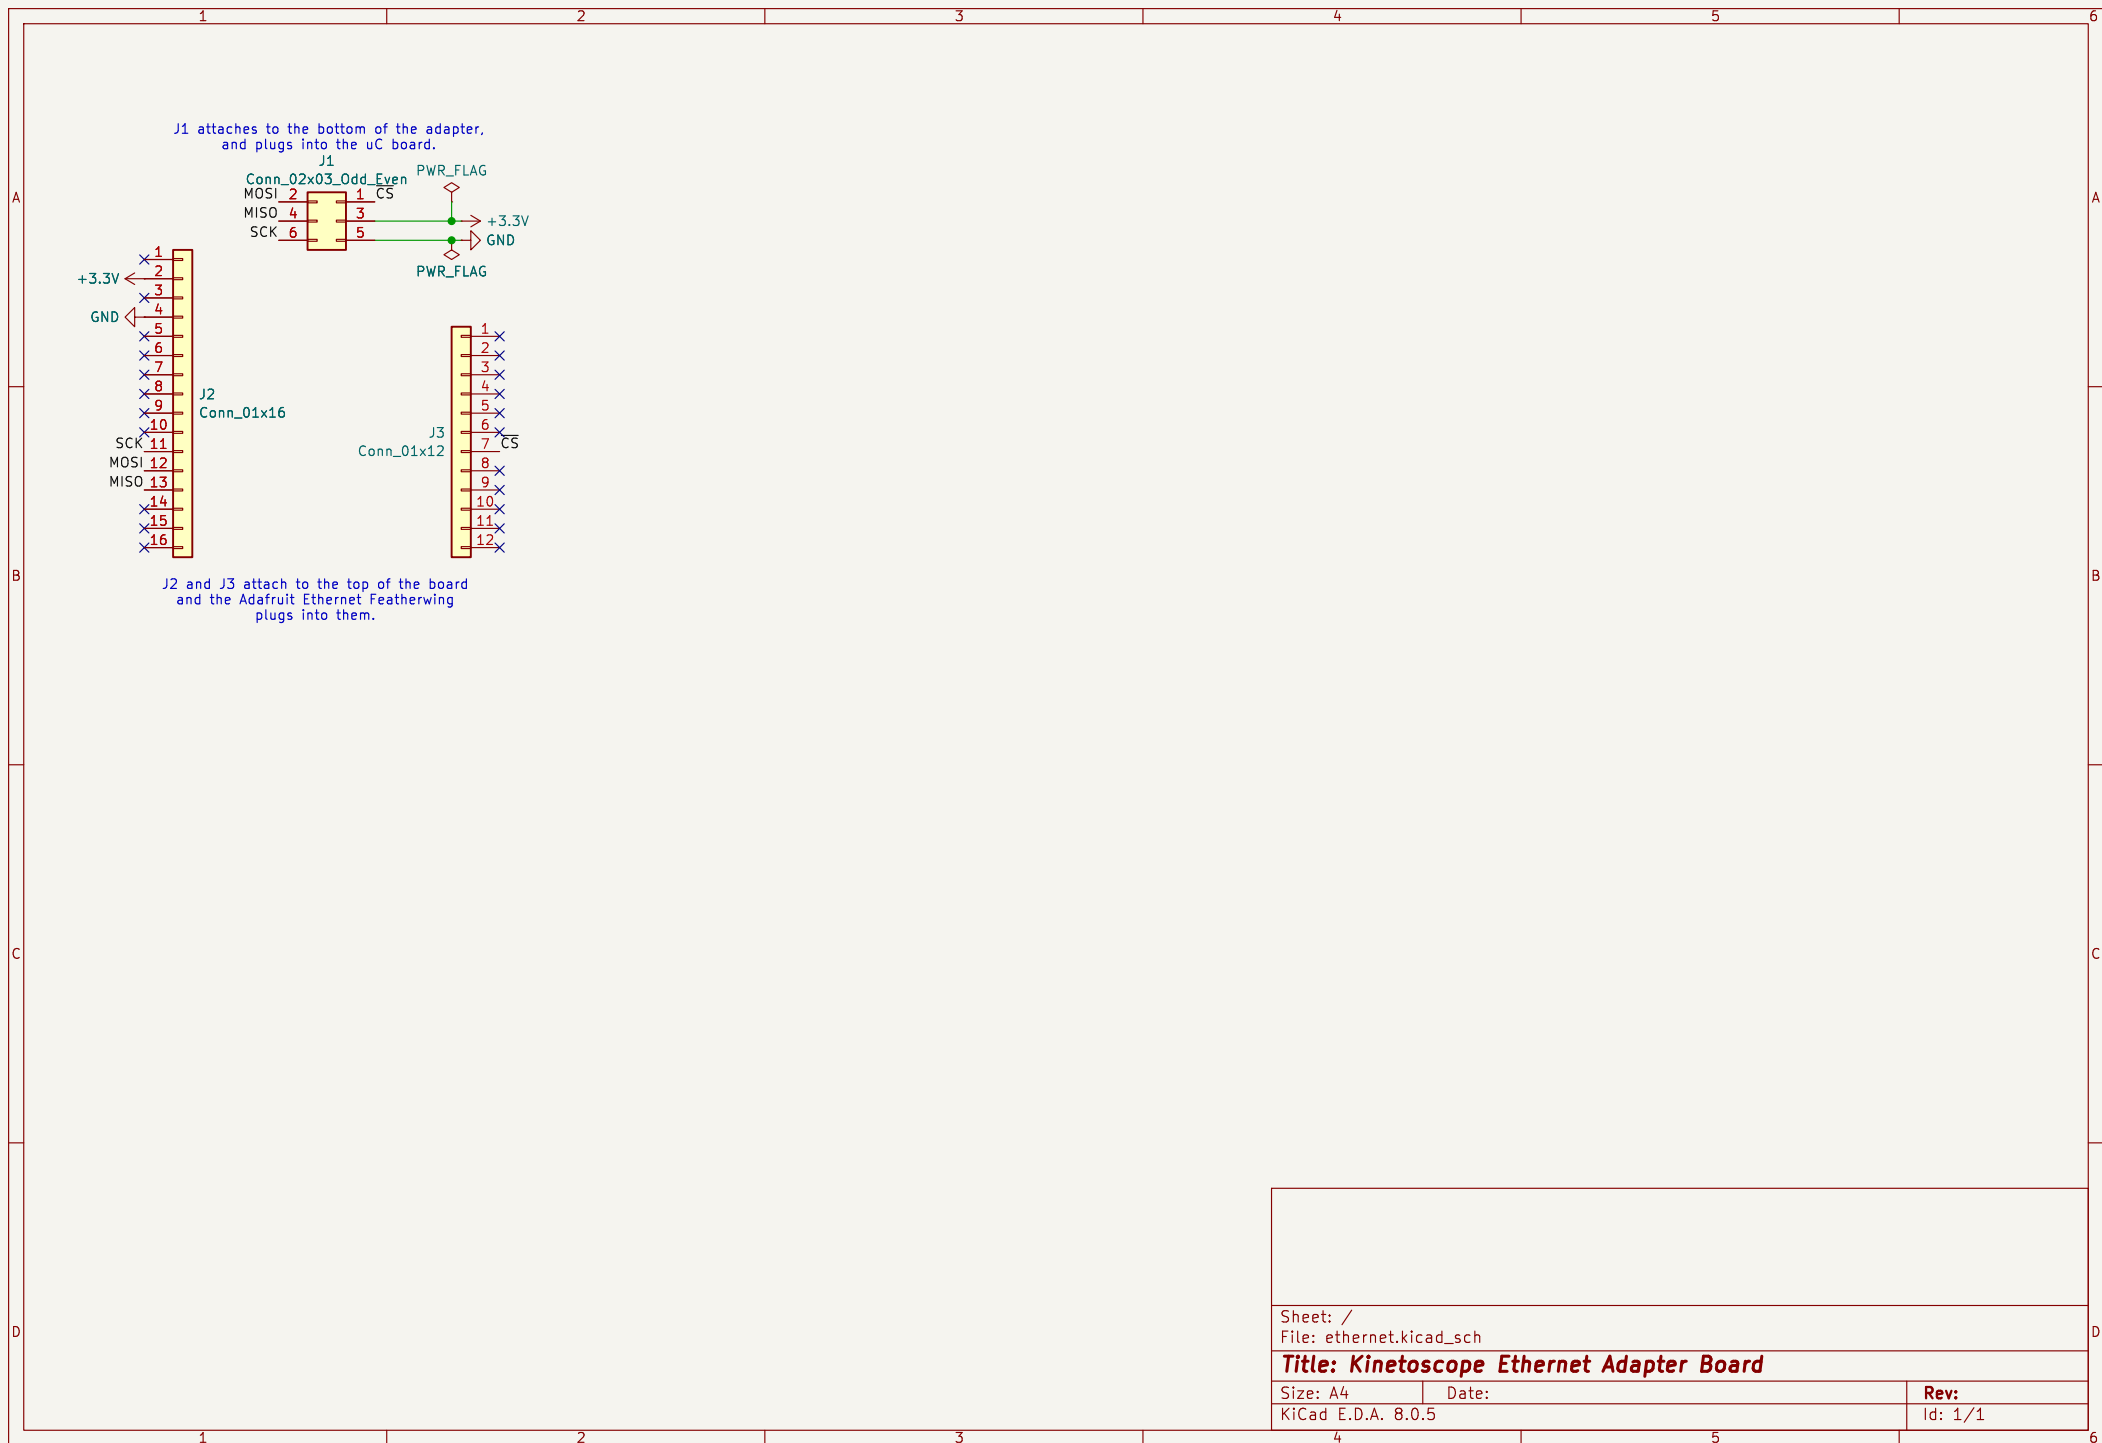 1 2 3 4 5 6
J1 attaches to the bottom of the adapter,
and plugs into the uC board.
J1
Conn_02x03_Odd_Even
PWR_FLAG
MOSI 2 1 CS
MISO 4 3 +3.3V
SCK 6 5 GND
PWR_FLAG
A A
1
+3.3V 2
3
GND 4
5
6
7
8
9
10
SCK 11
MOSI 12
MISO 13
14
15
16
J2
Conn_01x16
1
2
3
4
5
6
7 CS
8
9
10
11
12
J3
Conn_01x12
B B
J2 and J3 attach to the top of the board
and the Adafruit Ethernet Featherwing
plugs into them.
C C
D D
Sheet: /
File: ethernet.kicad_sch
Title: Kinetoscope Ethernet Adapter Board
Size: A4 Date: Rev:
KiCad E.D.A. 8.0.5 Id: 1/1
1 2 3 4 5 6